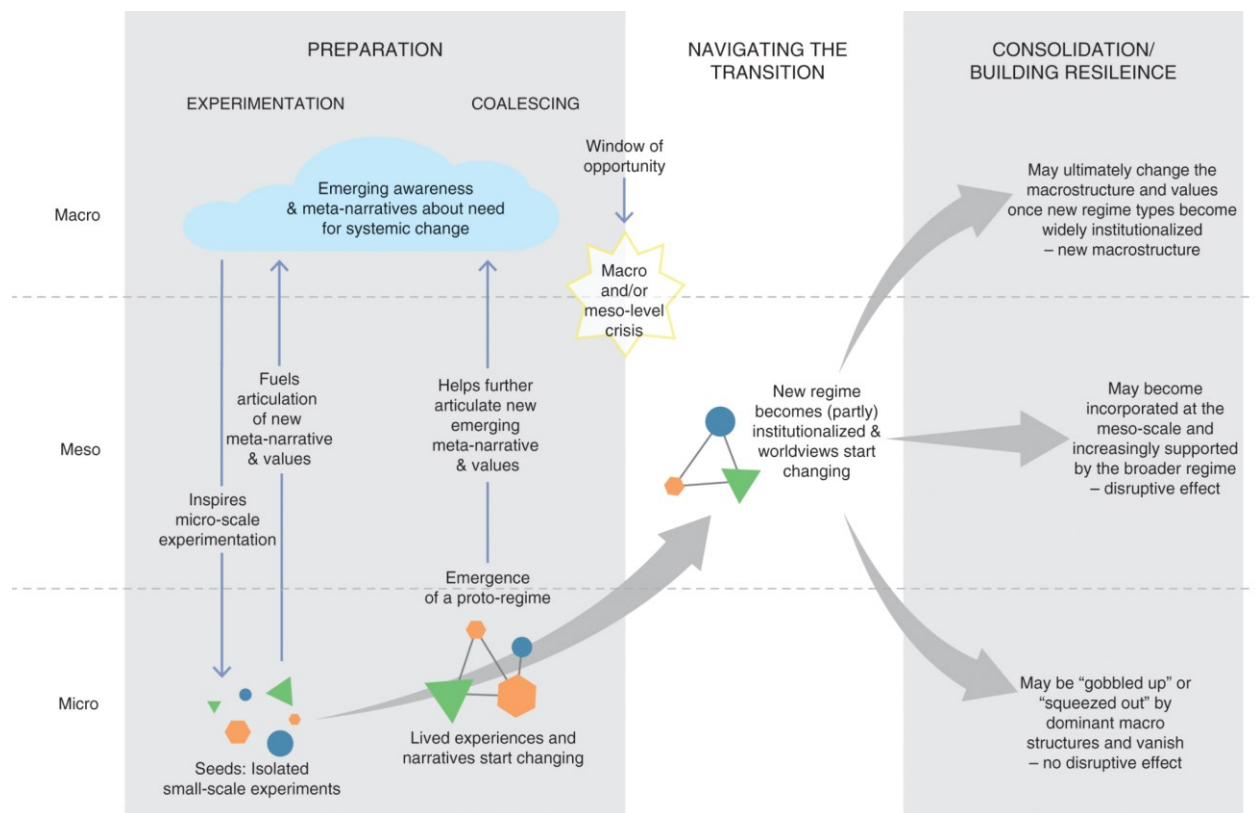 PREPARATION
NAVIGATING THE
TRANSITION
CONSOLIDATION/
BUILDING RESILEINCE
EXPERIMENTATION
COALESCING
Macro
Emerging awareness
& meta-narratives about need
for systemic change
Window of
opportunity
Macro
and/or
meso-level
crisis
May ultimately change the
macrostructure and values
once new regime types become
widely institutionalized
– new macrostructure
Meso
Inspires
micro-scale
experimentation
Fuels
articulation
of new
meta-narrative
& values
Helps further
articulate new
emerging
meta-narrative
& values
New regime
becomes (partly)
institutionalized &
worldviews start
changing
May become
incorporated at the
meso-scale and
increasingly supported
by the broader regime
– disruptive effect
Micro
Seeds: Isolated
small-scale experiments
Emergence
of a proto-regime
Lived experiences and
narratives start changing
May be “gobbled up” or
“squeezed out” by
dominant macro
structures and vanish
– no disruptive effect